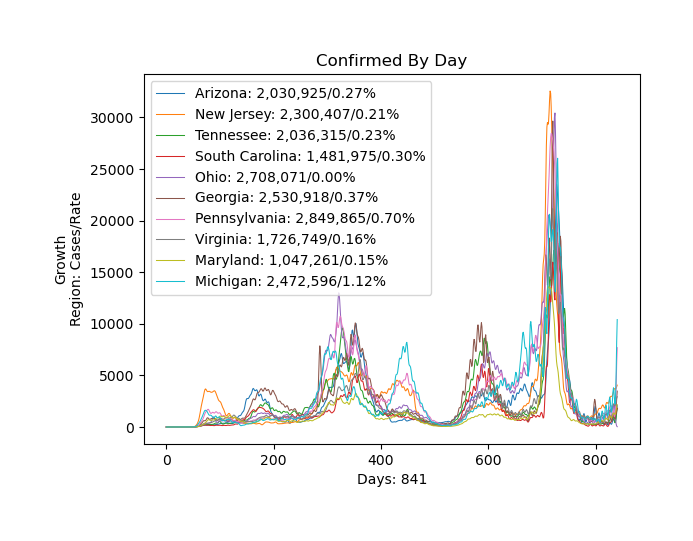 Confirmed By Day
Growth
Region: Cases/Rate
30000
25000
20000
15000
10000
5000
0
Arizona: 2,030,925/0.27%
New Jersey: 2,300,407/0.21%
Tennessee: 2,036,315/0.23%
South Carolina: 1,481,975/0.30%
Ohio: 2,708,071/0.00%
Georgia: 2,530,918/0.37%
Pennsylvania: 2,849,865/0.70%
Virginia: 1,726,749/0.16%
Maryland: 1,047,261/0.15%
Michigan: 2,472,596/1.12%
0 200 400 600 800
Days: 841